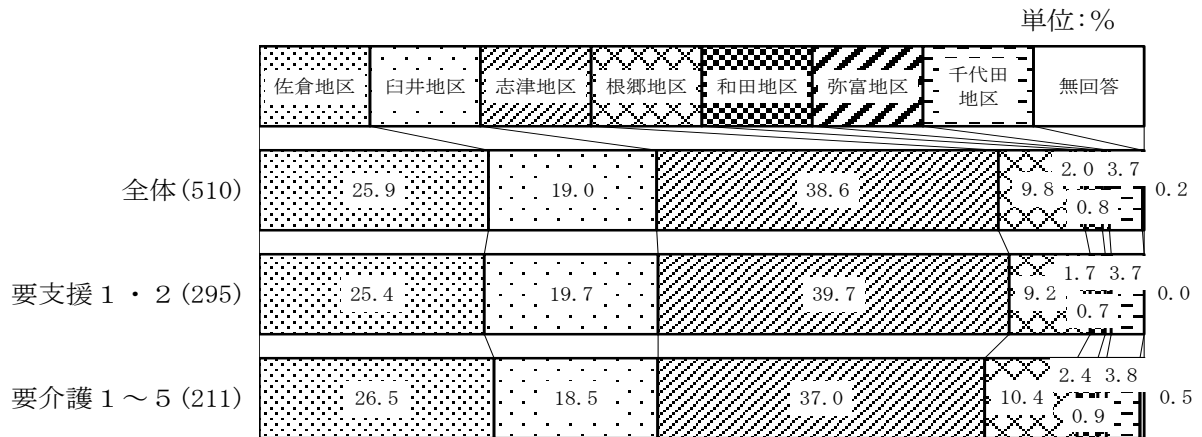 単位:%
佐倉地区 臼井地区 志津地区 根郷地区 和田地区 弥富地区 千代田地区 無回答
全体(510) 25.9 19.0 38.6 9.8 2.0 0.8 3.7 0.2
要支援1・2(295) 25.4 19.7 39.7 9.2 1.7 0.7 3.7 0.0
要介護1~5(211) 26.5 18.5 37.0 10.4 2.4 0.9 3.8 0.5